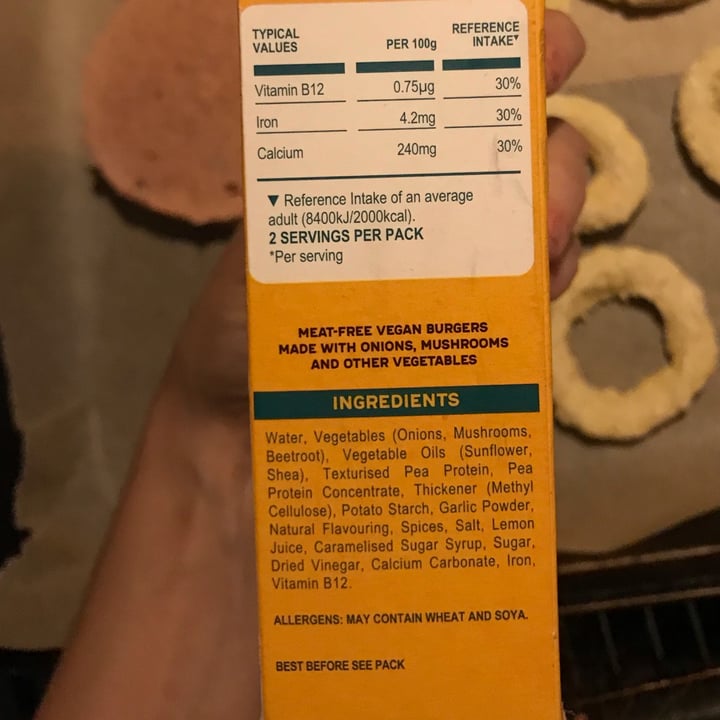 TYPICAL VALUES PER 100g REFERENCE INTAKE▼
Vitamin B12 0.75µg 30%
Iron 4.2mg 30%
Calcium 240mg 30%
▼ Reference Intake of an average
adult (8400kJ/2000kcal).
2 SERVINGS PER PACK
*Per serving
MEAT-FREE VEGAN BURGERS
MADE WITH ONIONS, MUSHROOMS
AND OTHER VEGETABLES
INGREDIENTS
Water, Vegetables (Onions, Mushrooms,
Beetroot), Vegetable Oils (Sunflower,
Shea), Texturised Pea Protein, Pea
Protein Concentrate, Thickener (Methyl
Cellulose), Potato Starch, Garlic Powder,
Natural Flavouring, Spices, Salt, Lemon
Juice, Caramelised Sugar Syrup, Sugar,
Dried Vinegar, Calcium Carbonate, Iron,
Vitamin B12.
ALLERGENS: MAY CONTAIN WHEAT AND SOYA.
BEST BEFORE SEE PACK